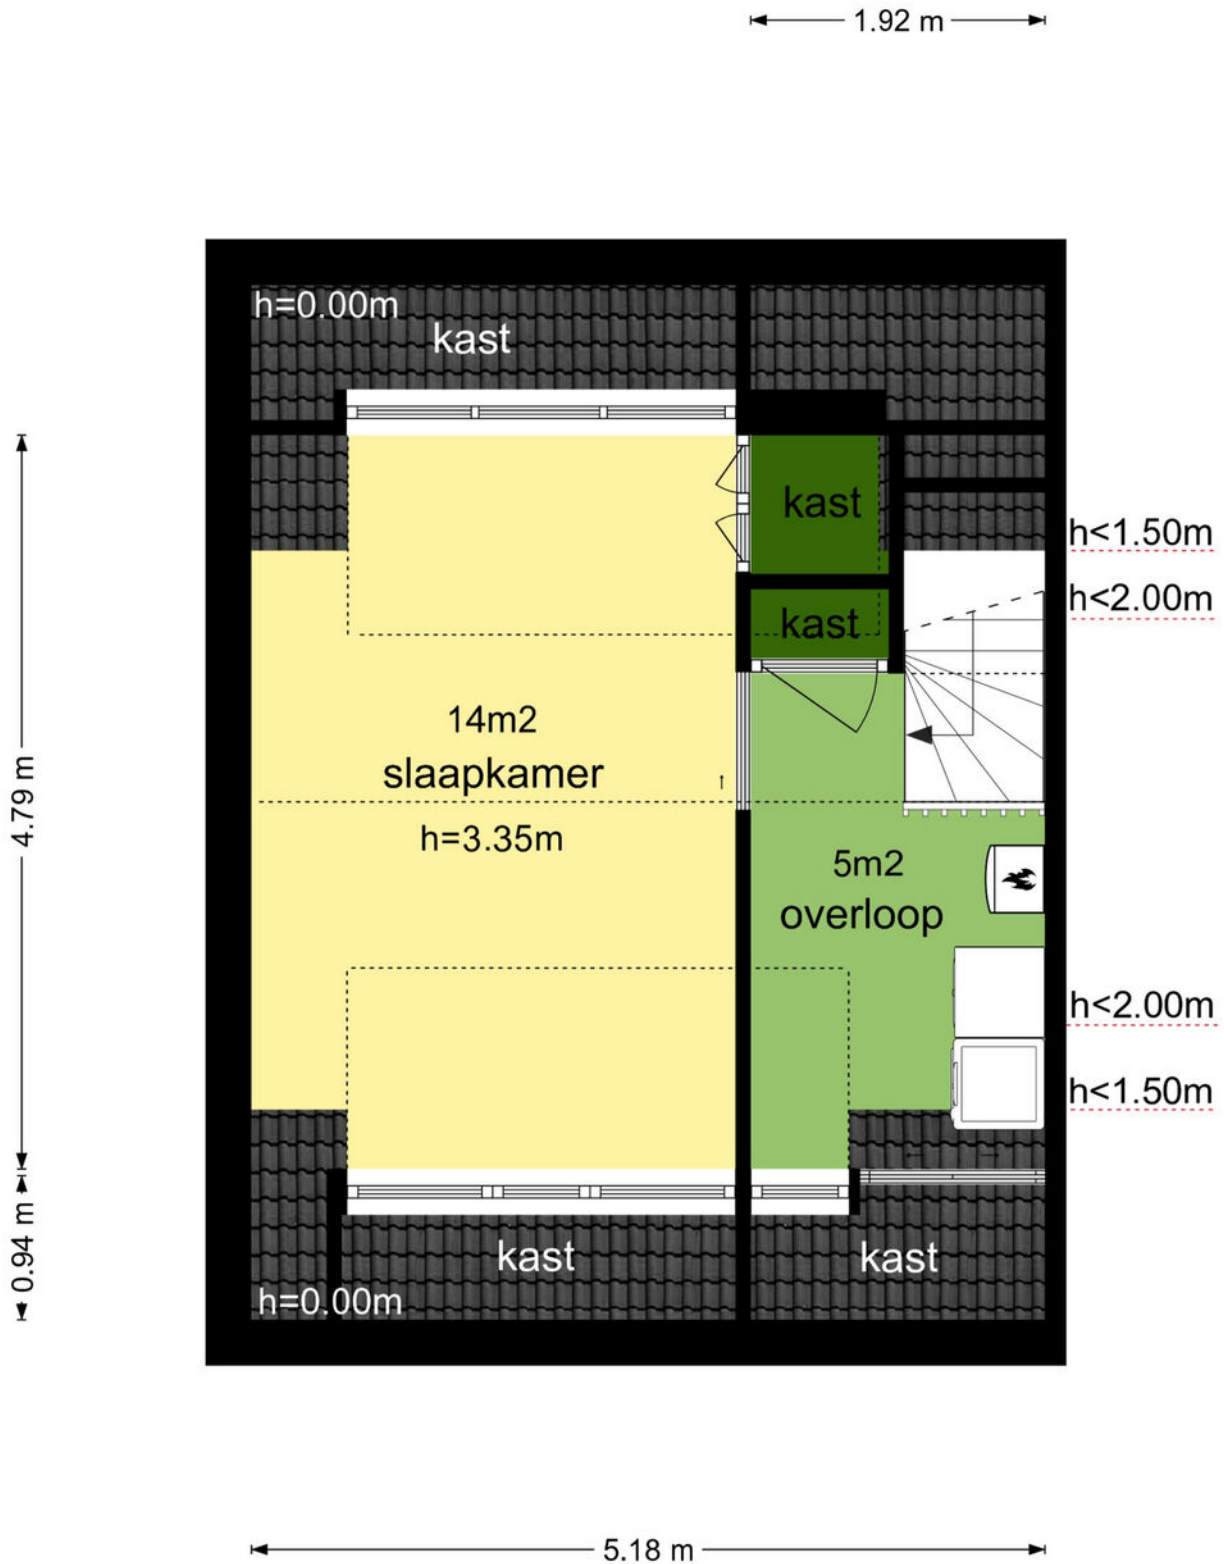 1.92 m
h=0.00m
kast
kast
h<1.50m
h<2.00m
kast
14m2
slaapkamer
h=3.35m
4.79 m
5m2
overloop
h<2.00m
h<1.50m
0.94 m
kast
kast
h=0.00m
5.18 m